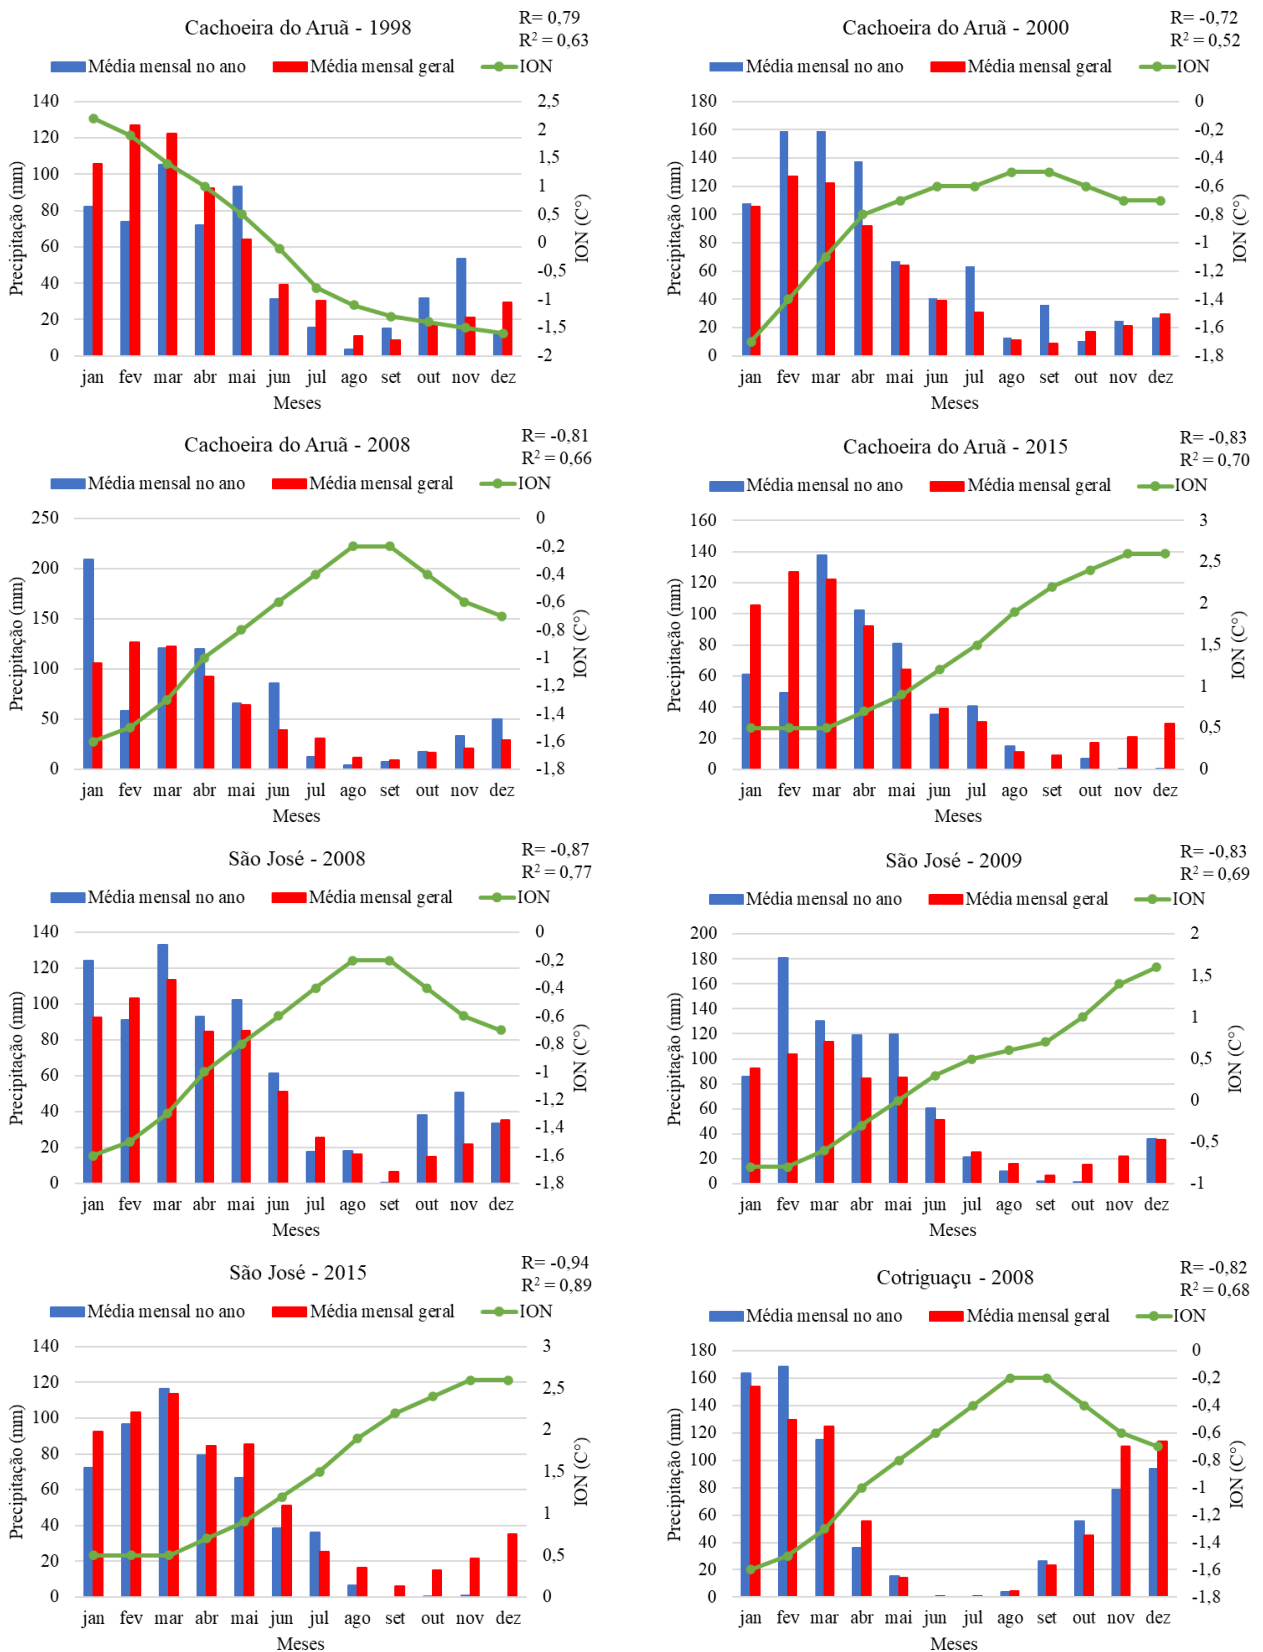 Cachoeira do Aruã - 1998
R= 0,79
R² = 0,63
Média mensal no ano Média mensal geral ION
140 120 100 80 60 40 20 0
Precipitação (mm)
2,5 2 1,5 1 0,5 0 -0,5 -1 -1,5 -2
ION (C°)
jan fev mar abr mai jun jul ago set out nov dez
Meses
Cachoeira do Aruã - 2000
R= -0,72
R² = 0,52
Média mensal no ano Média mensal geral ION
180 160 140 120 100 80 60 40 20 0
Precipitação (mm)
0 -0,2 -0,4 -0,6 -0,8 -1 -1,2 -1,4 -1,6 -1,8
ION (C°)
jan fev mar abr mai jun jul ago set out nov dez
Meses
Cachoeira do Aruã - 2008
R= -0,81
R² = 0,66
Média mensal no ano Média mensal geral ION
250 200 150 100 50 0
Precipitação (mm)
0 -0,2 -0,4 -0,6 -0,8 -1 -1,2 -1,4 -1,6 -1,8
ION (C°)
jan fev mar abr mai jun jul ago set out nov dez
Meses
Cachoeira do Aruã - 2015
R= -0,83
R² = 0,70
Média mensal no ano Média mensal geral ION
160 140 120 100 80 60 40 20 0
Precipitação (mm)
3 2,5 2 1,5 1 0,5 0
ION (C°)
jan fev mar abr mai jun jul ago set out nov dez
Meses
São José - 2008
R= -0,87
R² = 0,77
Média mensal no ano Média mensal geral ION
140 120 100 80 60 40 20 0
Precipitação (mm)
0 -0,2 -0,4 -0,6 -0,8 -1 -1,2 -1,4 -1,6 -1,8
ION (C°)
jan fev mar abr mai jun jul ago set out nov dez
Meses
São José - 2009
R= -0,83
R² = 0,69
Média mensal no ano Média mensal geral ION
200 180 160 140 120 100 80 60 40 20 0
Precipitação (mm)
2 1,5 1 0,5 0 -0,5 -1
ION (C°)
jan fev mar abr mai jun jul ago set out nov dez
Meses
São José - 2015
R= -0,94
R² = 0,89
Média mensal no ano Média mensal geral ION
140 120 100 80 60 40 20 0
Precipitação (mm)
3 2,5 2 1,5 1 0,5 0
ION (C°)
jan fev mar abr mai jun jul ago set out nov dez
Meses
Cotriguaçu - 2008
R= -0,82
R² = 0,68
Média mensal no ano Média mensal geral ION
180 160 140 120 100 80 60 40 20 0
Precipitação (mm)
0 -0,2 -0,4 -0,6 -0,8 -1 -1,2 -1,4 -1,6 -1,8
ION (C°)
jan fev mar abr mai jun jul ago set out nov dez
Meses